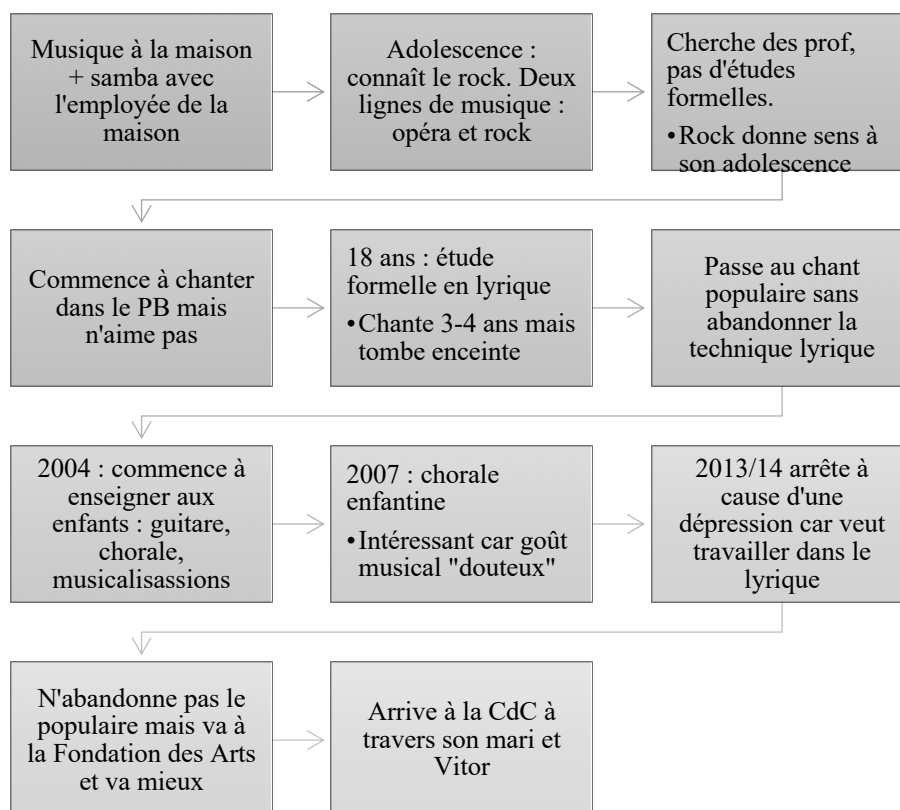 Musique à la maison
+ samba avec
l'employée de la
maison
Adolescence :
connaît le rock. Deux
lignes de musique :
opéra et rock
Cherche des prof,
pas d'études
formelles.
•Rock donne sens à
son adolescence
Commence à chanter
dans le PB mais
n'aime pas
18 ans : étude
formelle en lyrique
•Chante 3-4 ans mais
tombe enceinte
Passe au chant
populaire sans
abandonner la
technique lyrique
2004 : commence à
enseigner aux
enfants : guitare,
chorale,
musicalisassions
2007 : chorale
enfantine
•Intéressant car goût
musical "douteux"
2013/14 arrête à
cause d'une
dépression car veut
travailler dans le
lyrique
N'abandonne pas le
populaire mais va à
la Fondation des Arts
et va mieux
Arrive à la CdC à
travers son mari et
Vitor